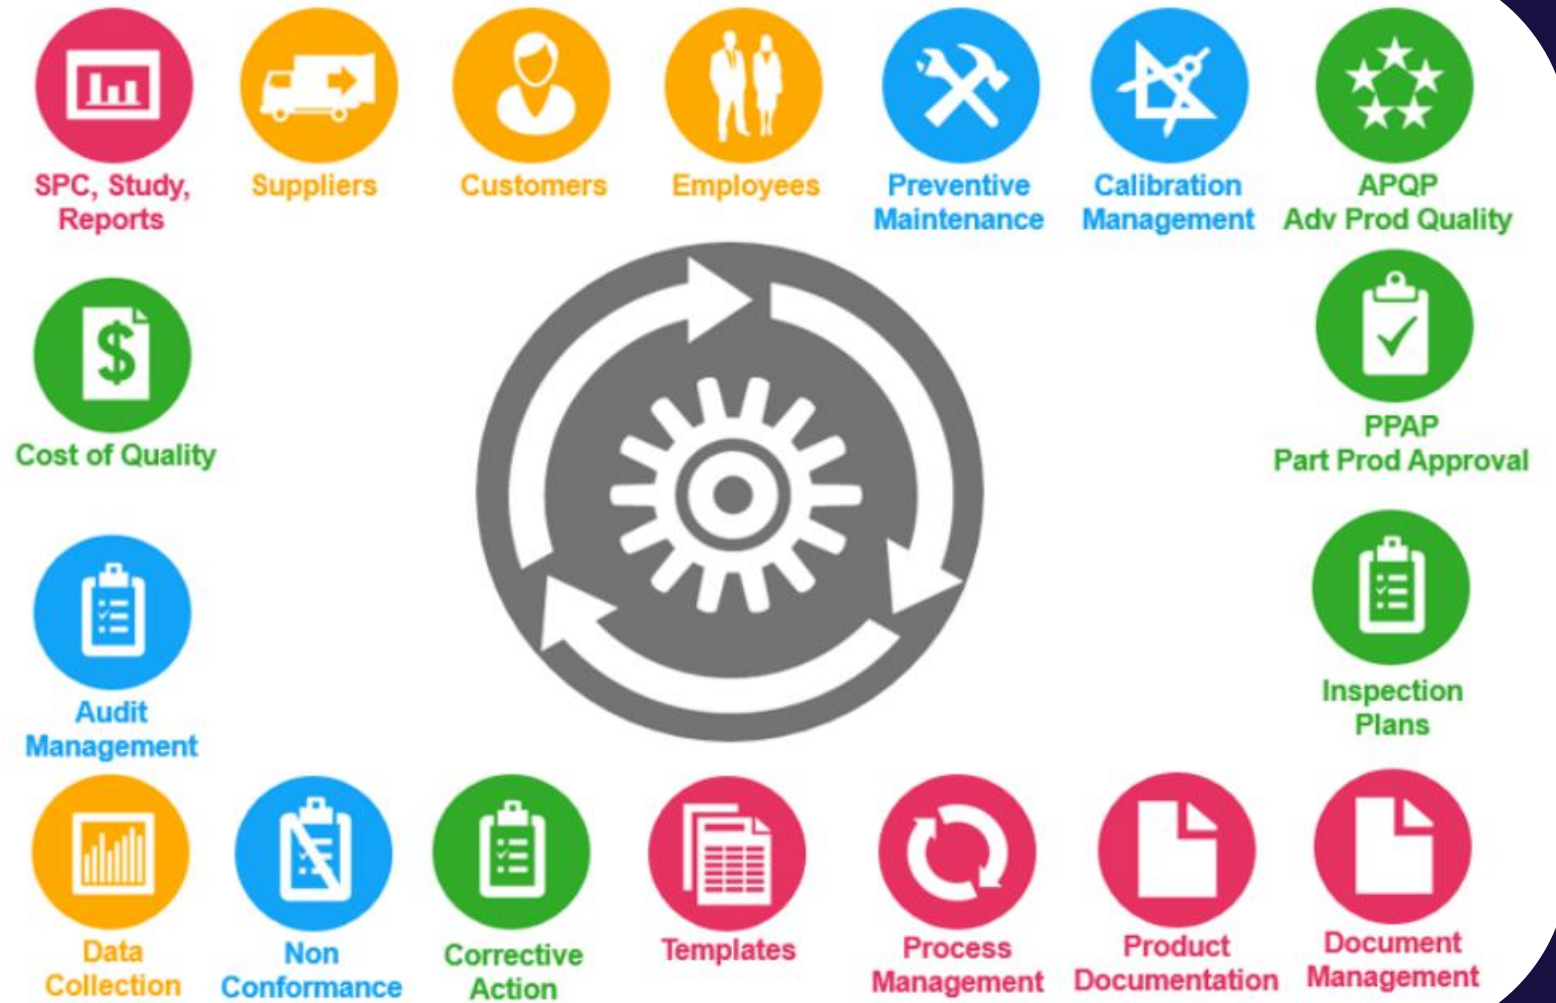 SPC, Study,
Reports
Suppliers
Customers
Employees
Preventive
Maintenance
Calibration
Management
APQP
Adv Prod Quality
$
Cost of Quality
PPAP
Part Prod Approval
Audit
Management
Inspection
Plans
Data
Collection
Non
Conformance
Corrective
Action
Templates
Process
Management
Product
Documentation
Document
Management